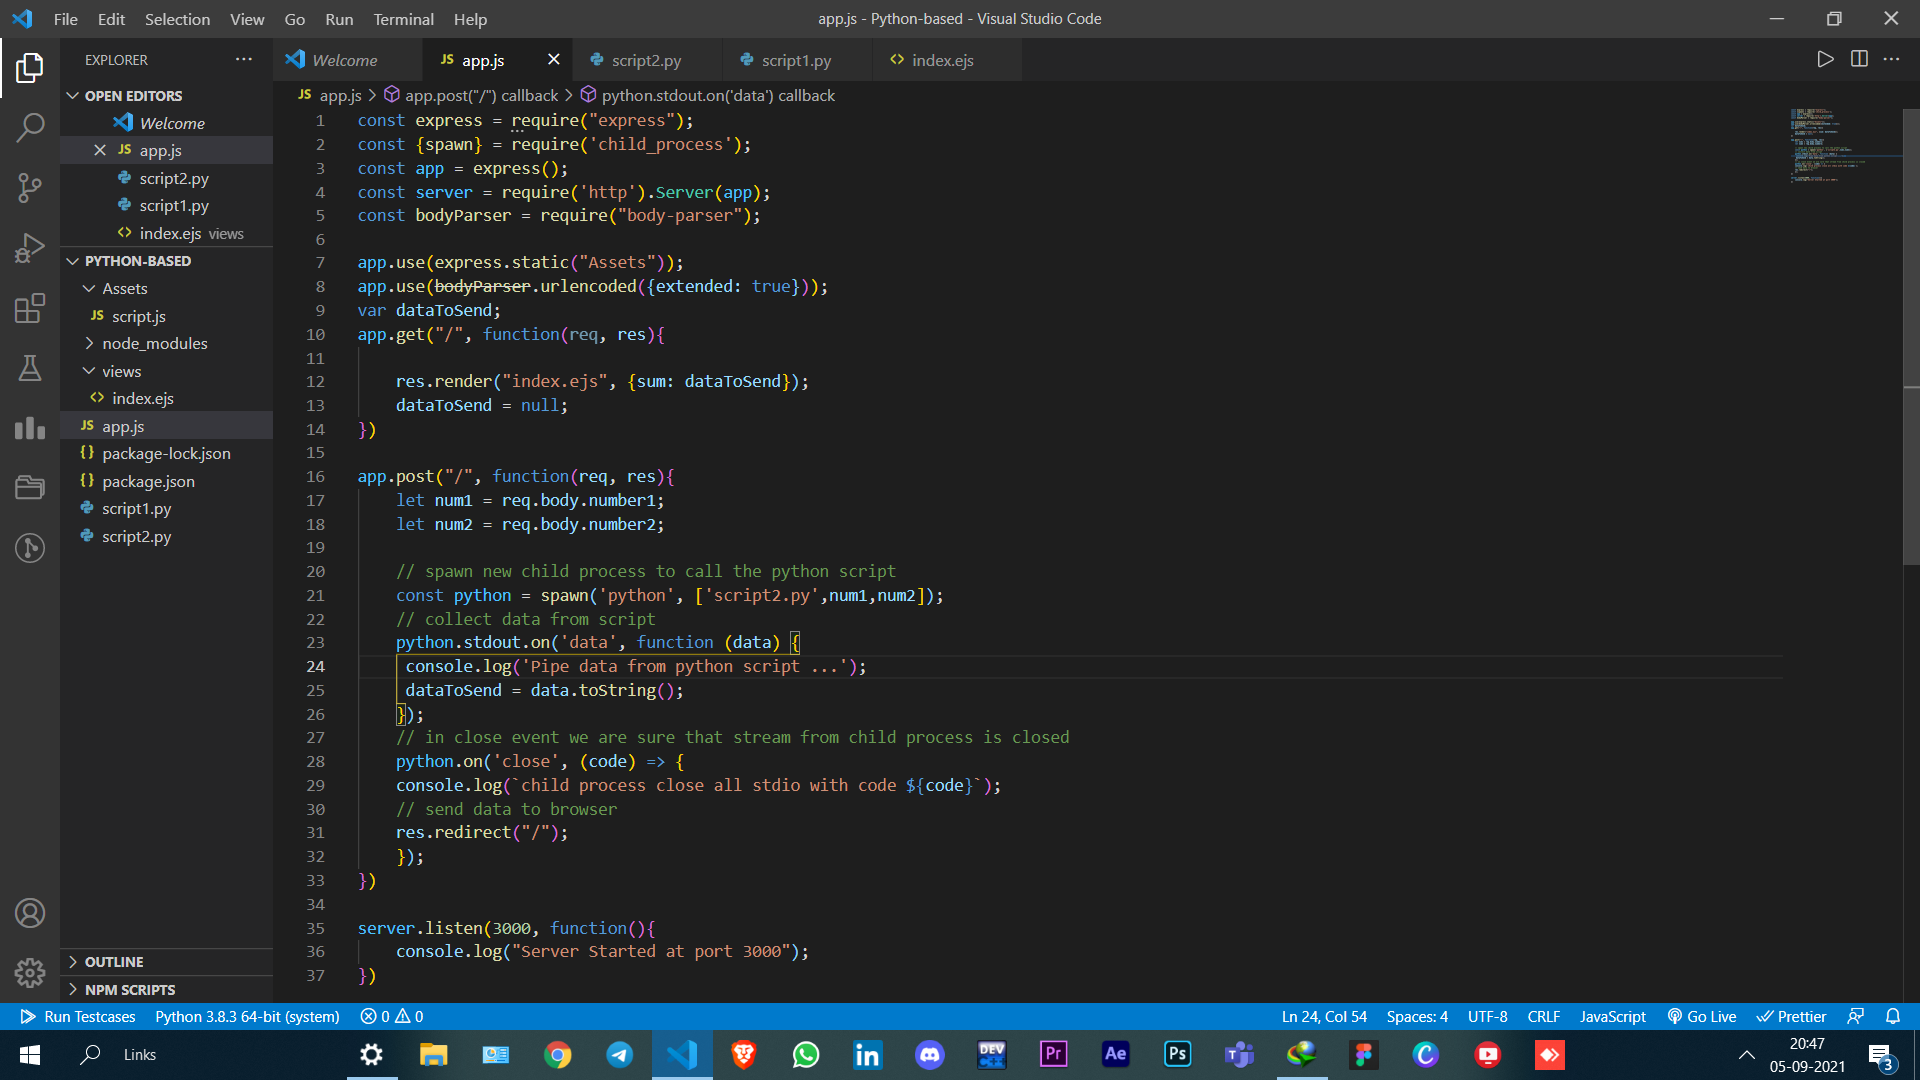 File Edit Selection View Go Run Terminal Help
app.js - Python-based - Visual Studio Code
EXPLORER
OPEN EDITORS
Welcome
JS app.js
script2.py
script1.py
index.ejs views
PYTHON-BASED
Assets
JS script.js
node_modules
views
index.ejs
JS app.js
package-lock.json
package.json
script1.py
script2.py
OUTLINE
NPM SCRIPTS
Welcome JS app.js script2.py script1.py index.ejs
JS app.js > app.post("/") callback > python.stdout.on('data') callback
1 const express = require("express");
2 const {spawn} = require('child_process');
3 const app = express();
4 const server = require('http').Server(app);
5 const bodyParser = require("body-parser");
6
7 app.use(express.static("Assets"));
8 app.use(bodyParser.urlencoded({extended: true}));
9 var dataToSend;
10 app.get("/", function(req, res){
11
12 res.render("index.ejs", {sum: dataToSend});
13 dataToSend = null;
14 })
15
16 app.post("/", function(req, res){
17 let num1 = req.body.number1;
18 let num2 = req.body.number2;
19
20 // spawn new child process to call the python script
21 const python = spawn('python', ['script2.py',num1,num2]);
22 // collect data from script
23 python.stdout.on('data', function (data) {
24 console.log('Pipe data from python script ...');
25 dataToSend = data.toString();
26 });
27 // in close event we are sure that stream from child process is closed
28 python.on('close', (code) => {
29 console.log(`child process close all stdio with code ${code}`);
30 // send data to browser
31 res.redirect("/");
32 });
33 })
34
35 server.listen(3000, function(){
36 console.log("Server Started at port 3000");
37 })
Run Testcases Python 3.8.3 64-bit (system) 0 0 Ln 24, Col 54 Spaces: 4 UTF-8 CRLF JavaScript Go Live Prettier
Links
in DEV C++ Pr Ae Ps
20:47
05-09-2021
3